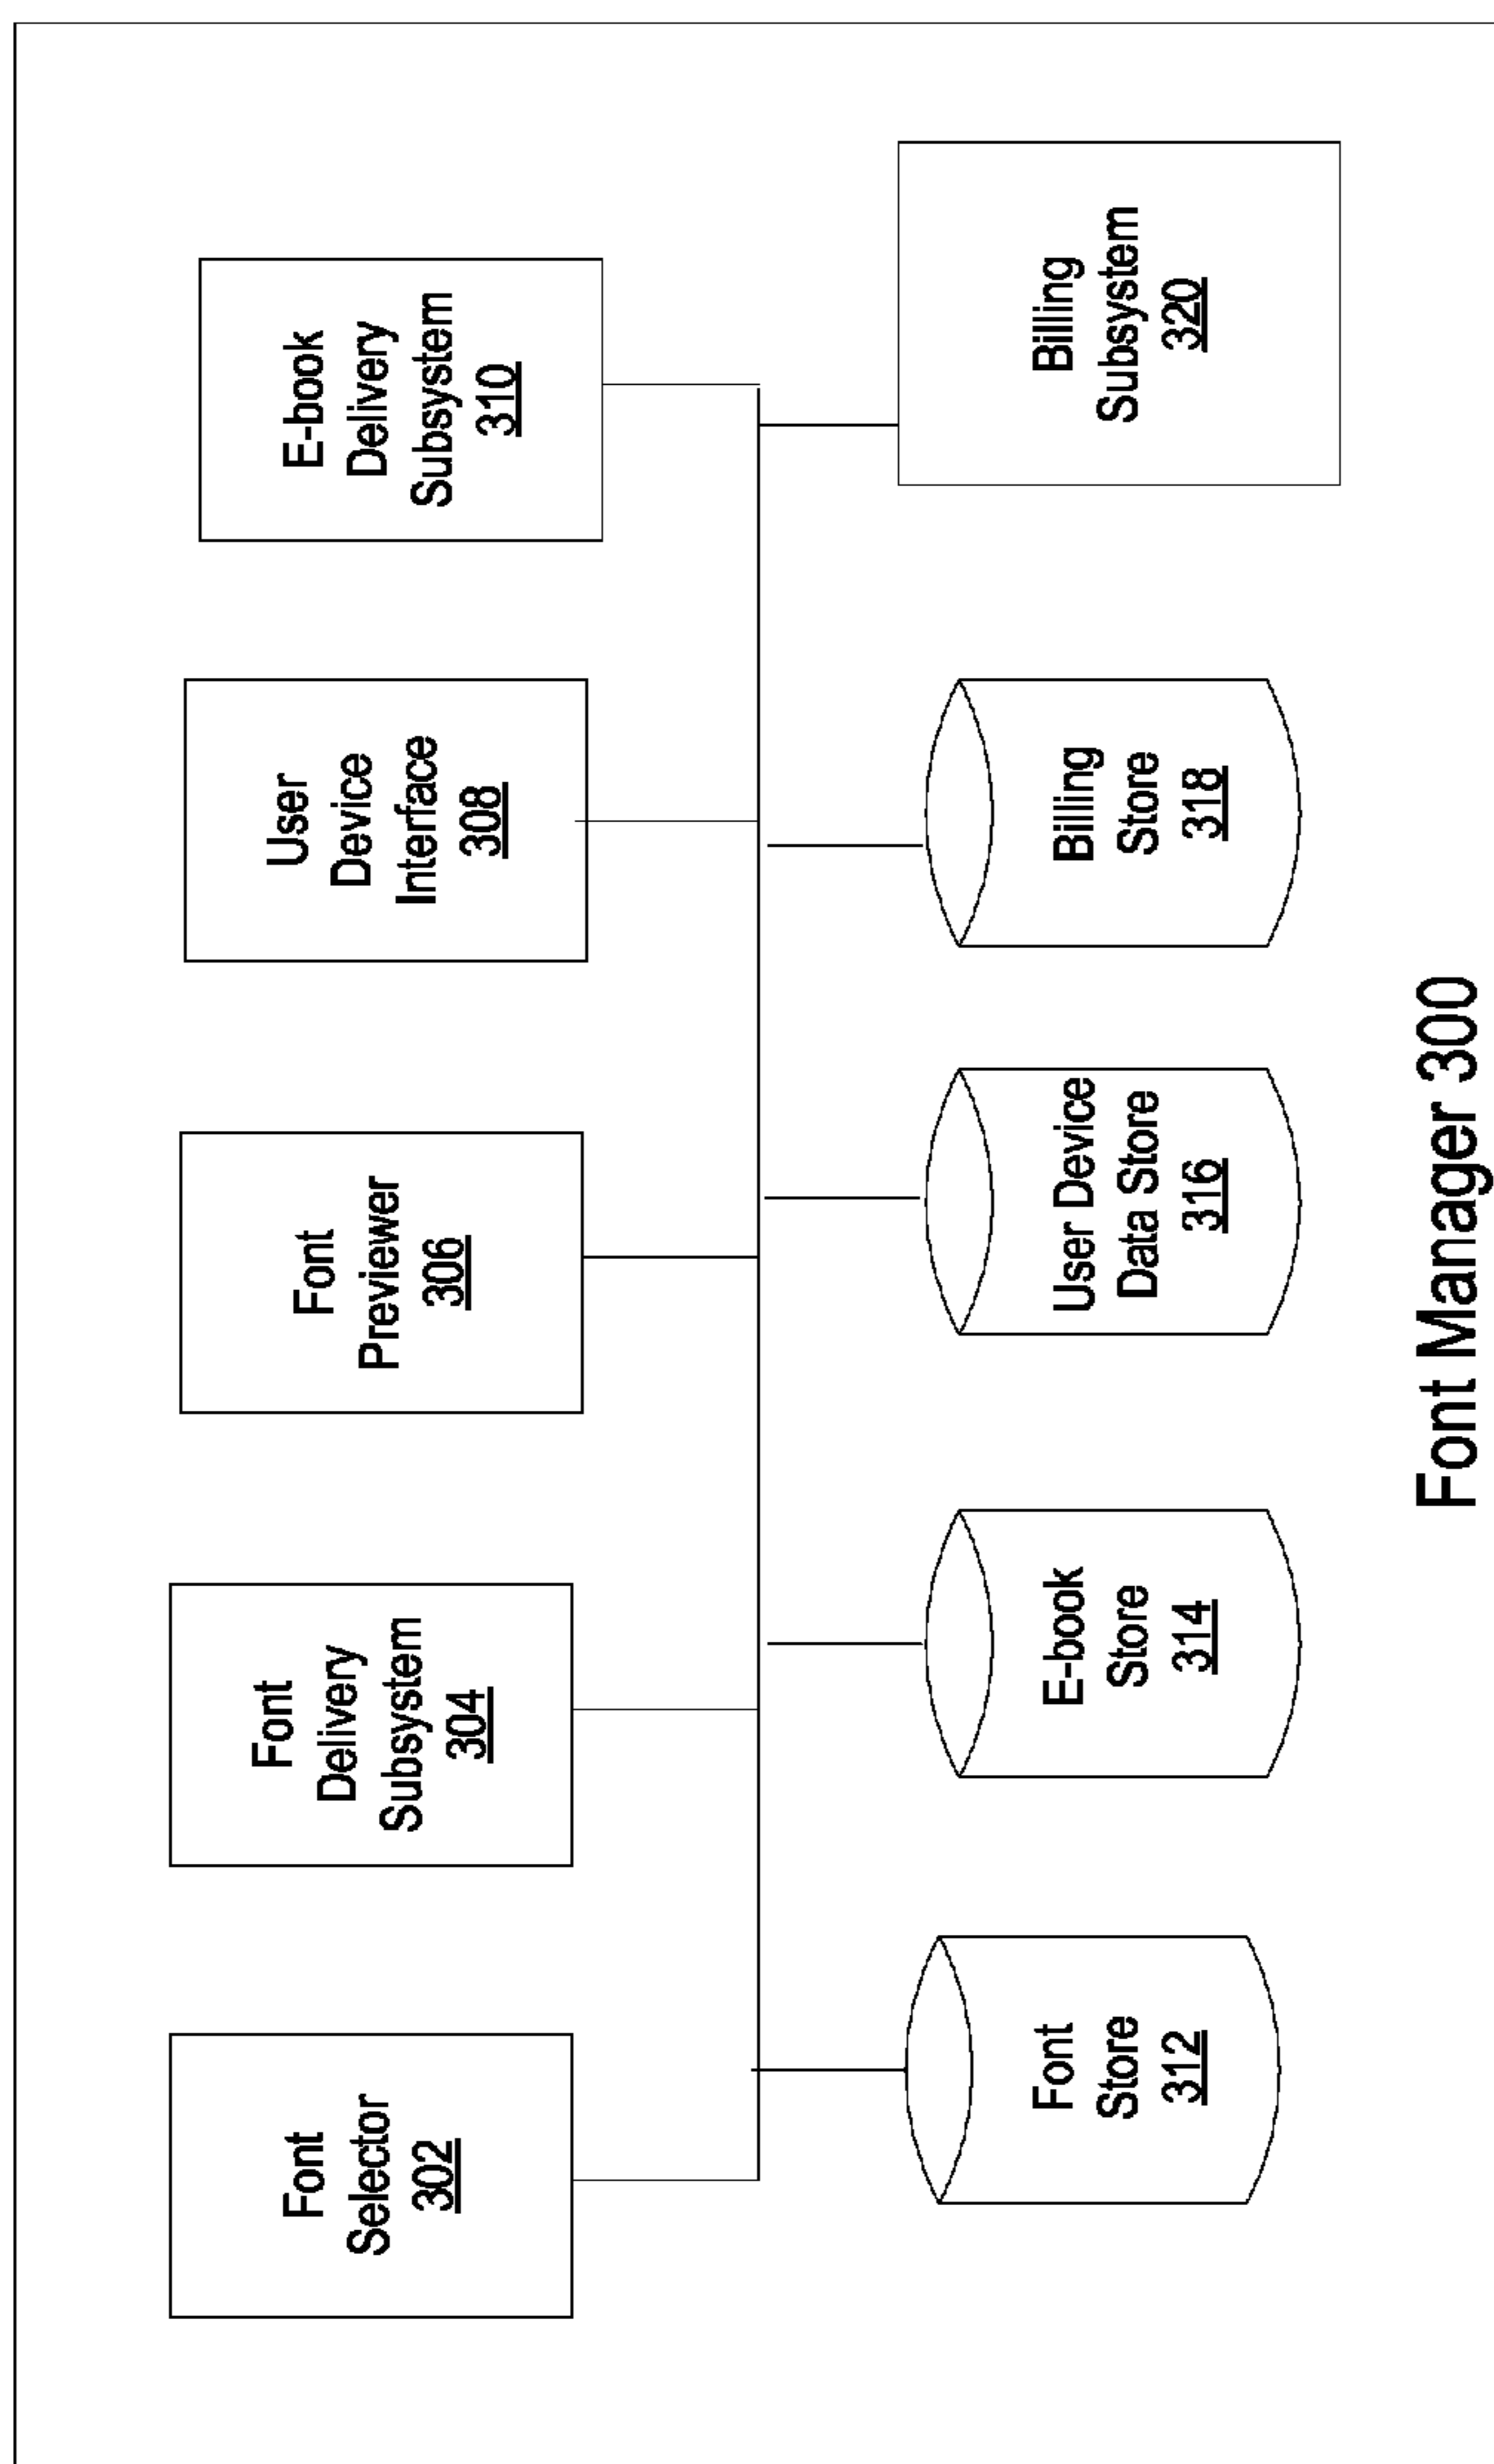 Font
Selector
302
Font
Delivery
Subsystem
304
Font
Previewer
306
User
Device
Interface
308
E-book
Delivery
Subsystem
310
Font
Store
312
E-book
Store
314
User Device
Data Store
316
Billing
Store
318
Billing
Subsystem
320
Font Manager 300